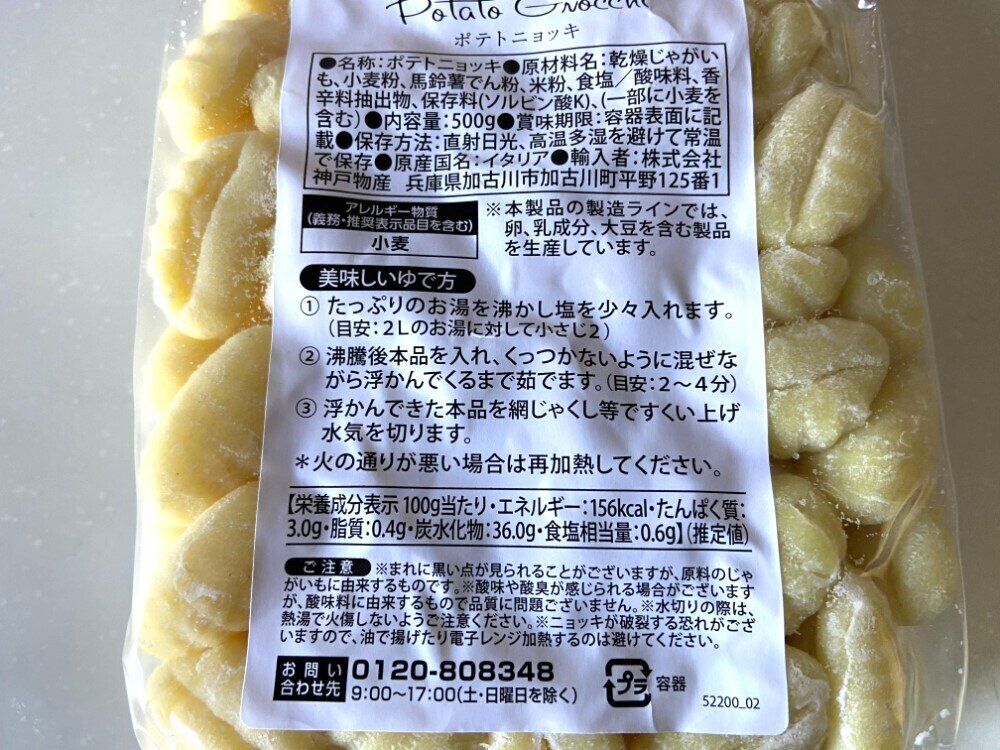 Potato Gnocchi
ポテトニョッキ
●名称：ポテトニョッキ●原材料名：乾燥じゃがい
も、小麦粉、馬鈴薯でん粉、米粉、食塩／酸味料、香
辛料抽出物、保存料(ソルビン酸K)、(一部に小麦を
含む)●内容量：500g●賞味期限：容器表面に記
載●保存方法：直射日光、高温多湿を避けて常温
で保存●原産国名：イタリア●輸入者：株式会社
神戸物産 兵庫県加古川市加古川町平野125番1
アレルギー物質
(義務・推奨表示品目を含む)
小麦
※本製品の製造ラインでは、
卵、乳成分、大豆を含む製品
を生産しています。
美味しいゆで方
① たっぷりのお湯を沸かし塩を少々入れます。
（目安：2Lのお湯に対して小さじ2）
② 沸騰後本品を入れ、くっつかないように混ぜな
がら浮かんでくるまで茹でます。（目安：2～4分）
③ 浮かんできた本品を網じゃくし等ですくい上げ
水気を切ります。
＊火の通りが悪い場合は再加熱してください。
【栄養成分表示 100g当たり・エネルギー：156kcal・たんぱく質：
3.0g・脂質：0.4g・炭水化物：36.0g・食塩相当量：0.6g】(推定値)
ご注意 ※まれに黒い点が見られることがございますが、原料のじゃ
がいもに由来するものです。※酸味や酸臭が感じられる場合がございます
が、酸味料に由来するもので品質に問題ございません。※水切りの際は、
熱湯で火傷しないようご注意ください。※ニョッキが破裂する恐れがござ
いますので、油で揚げたり電子レンジ加熱するのは避けてください。
お問い
合わせ先
0120-808348
9:00～17:00(土・日曜日を除く)
プラ 容器
52200_02